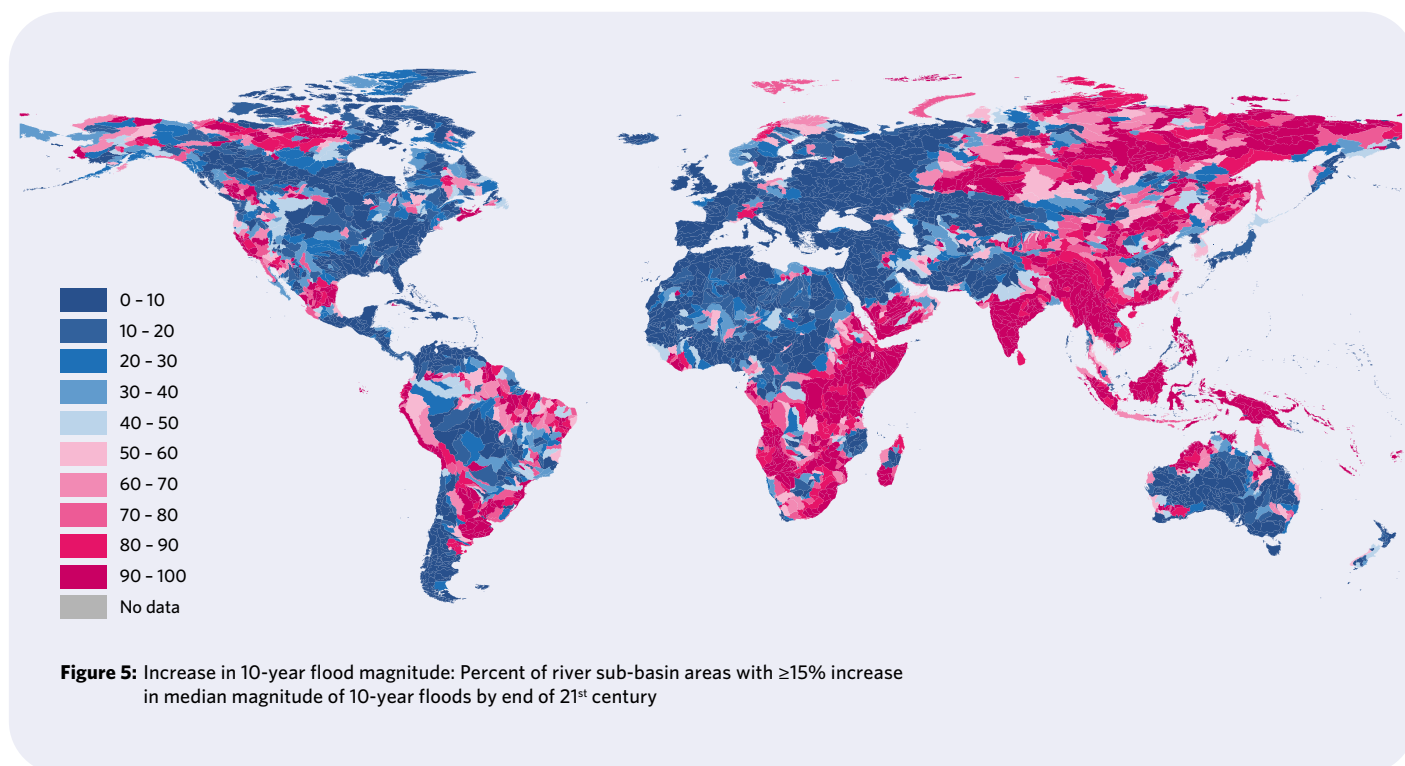 0 – 10
10 – 20
20 – 30
30 – 40
40 – 50
50 – 60
60 – 70
70 – 80
80 – 90
90 – 100
No data
Figure 5: Increase in 10-year flood magnitude: Percent of river sub-basin areas with ≥15% increase
in median magnitude of 10-year floods by end of 21st century